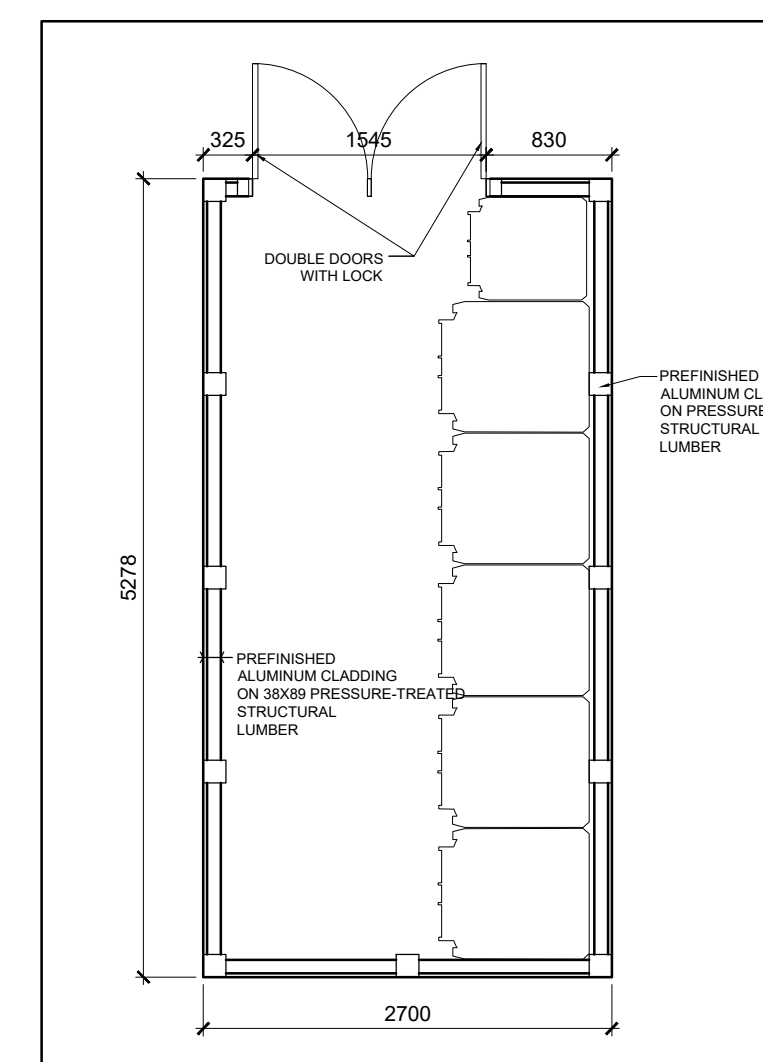 325
1545
830
DOUBLE DOORS
WITH LOCK
PREFINISHED
ALUMINUM CL
ON PRESSURE
STRUCTURAL
LUMBER
5278
PREFINISHED
ALUMINUM CLADDING
ON 38X89 PRESSURE-TREATED
STRUCTURAL
LUMBER
2700